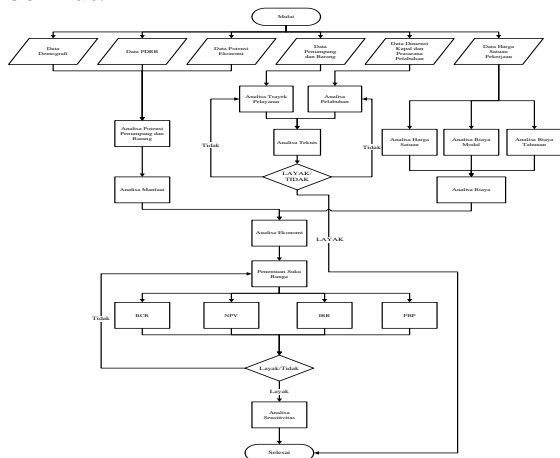 Mulai
Data
Demografi
Data PDRB
Data Potensi
Ekonomi
Data
Penumpang
dan Barang
Data Dimensi
Kapal dan
Prasarana
Pelabuhan
Data Harga
Satuan
Pekerjaan
Analisa Trayek
Pelayaran
Analisa
Pelabuhan
Analisa Potensi
Penumpang dan
Barang
Tidak
Analisa Teknis
Tidak
Analisa Harga
Satuan
Analisa Biaya
Modal
Analisa Biaya
Tahunan
LAYAK/
TIDAK
Analisa Manfaat
Analisa Biaya
Analisa Ekonomi
LAYAK
Penentuan Suku
Bunga
Tidak
BCR
NPV
IRR
PBP
Layak/Tidak
Layak
Analisa
Sensitivitas
Selesai